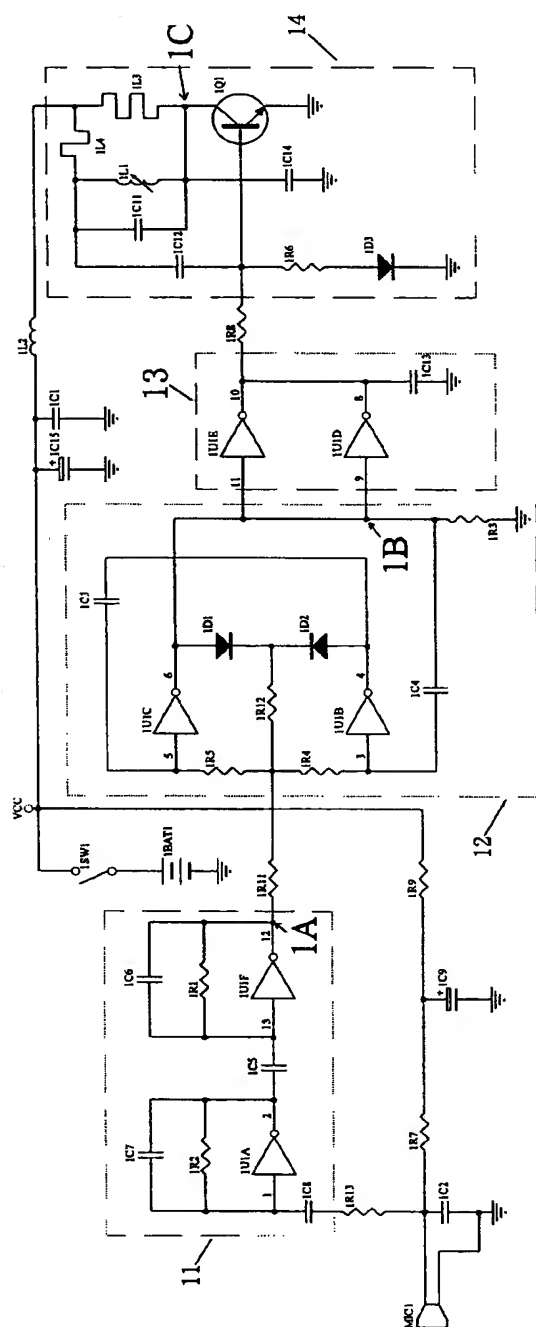 VCC
1SW1
1BAT1
1C15
+
1C1
1L2
11
1C7
1R2
1U1A
1
2
1C5
1C6
1R1
1U1F
13
12
1A
1C8
1R13
MIC1
1C2
1R7
+
1C9
1R9
1R11
12
1C3
1U1C
5
6
1R5
1R4
1R12
1D1
1D2
1U1B
3
4
1C4
1R3
1B
13
1U1E
11
10
1U1D
9
8
1C13
1R8
14
1L4
1L3
1L1
1C11
1C12
1C
1Q1
1C14
1R6
1D3